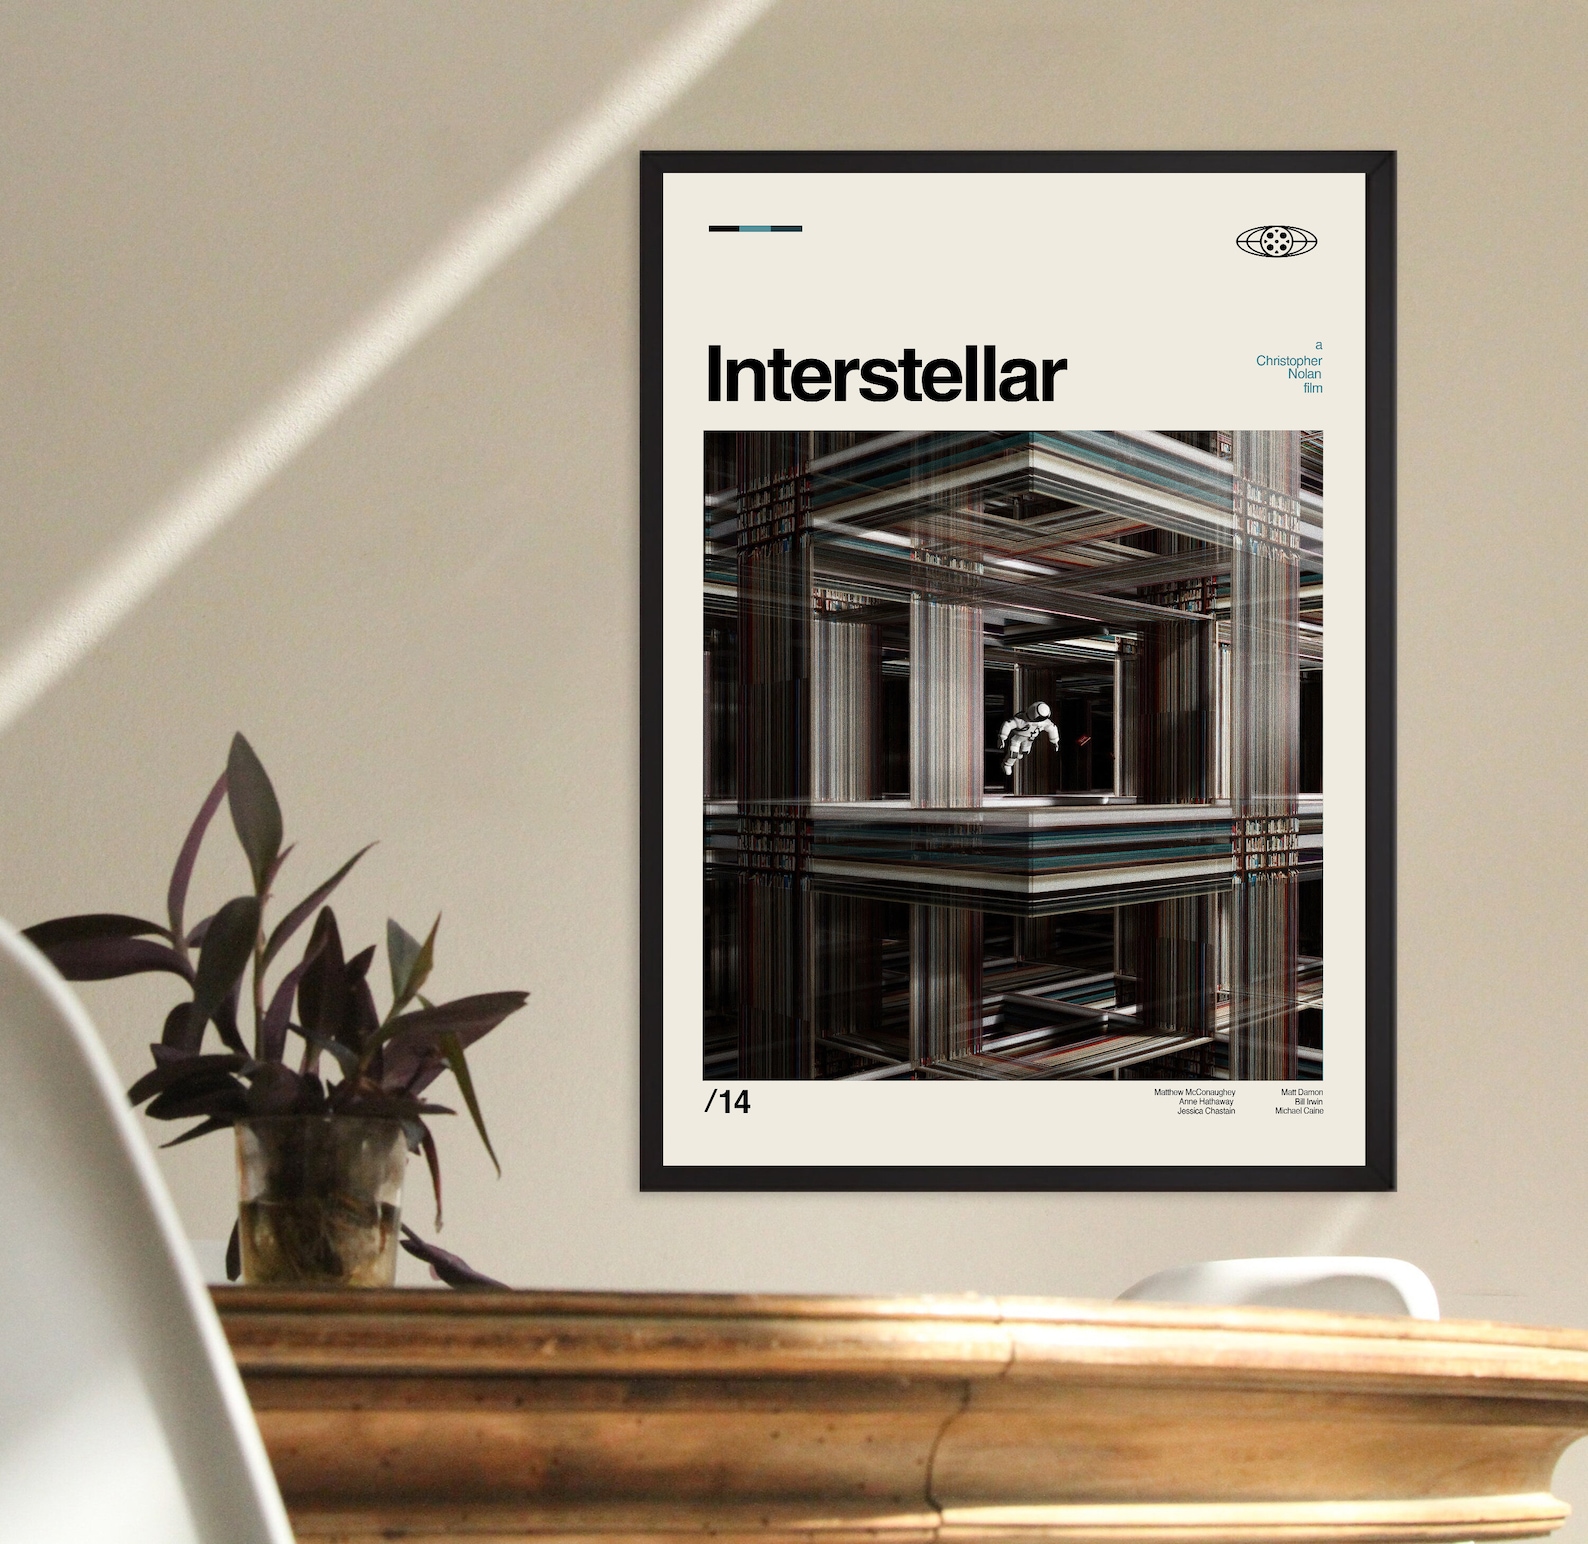 Interstellar
a
Christopher
Nolan
film
/14
Matthew McConaughey
Anne Hathaway
Jessica Chastain
Matt Damon
Bill Irwin
Michael Caine